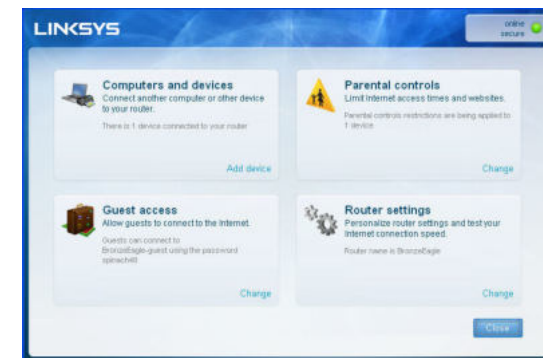 LINKSYS
online
secure
Computers and devices
Connect another computer or other device
to your router.
There is 1 device connected to your router
Add device
Parental controls
Limit Internet access times and websites.
Parental controls restrictions are being applied to
1 device
Change
Guest access
Allow guests to connect to the Internet.
Guests can connect to
BronzeEagle-guest using the password
spinach48
Change
Router settings
Personalize router settings and test your
Internet connection speed.
Router name is BronzeEagle
Change
Close